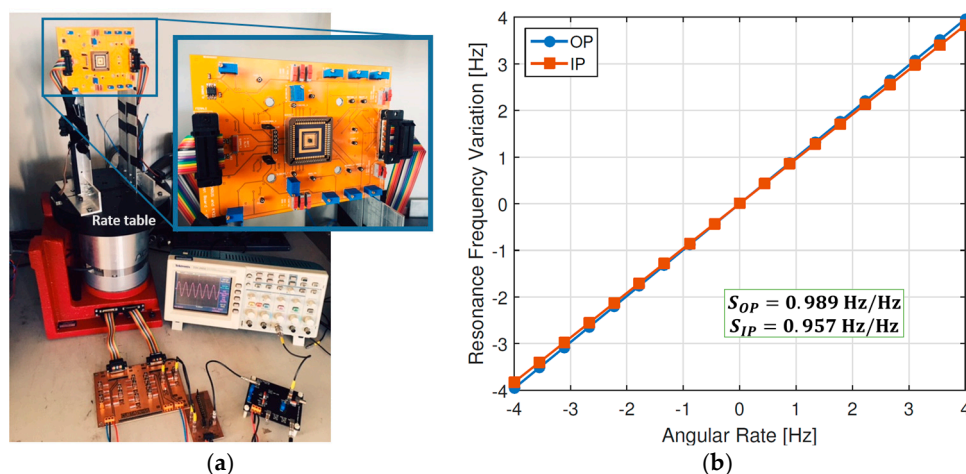 Rate table
(a)
OP
IP
Resonance Frequency Variation [Hz]
4
3
2
1
0
-1
-2
-3
-4
S_OP = 0.989 Hz/Hz
S_IP = 0.957 Hz/Hz
-4 -3 -2 -1 0 1 2 3 4
Angular Rate [Hz]
(b)